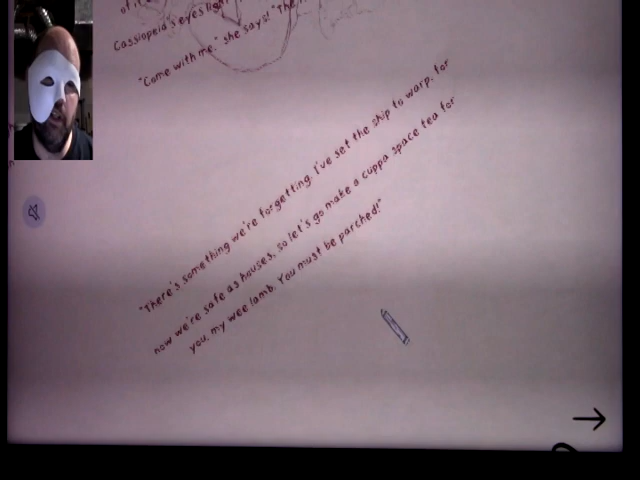 of i
Cassiopeia's eyes light
"Come with me." she says! "The
"There's something we're forgetting. I've set the ship to warp, for
now we're safe as houses, so let's go make a cuppa space tea for
you, my wee lamb. You must be parched!"